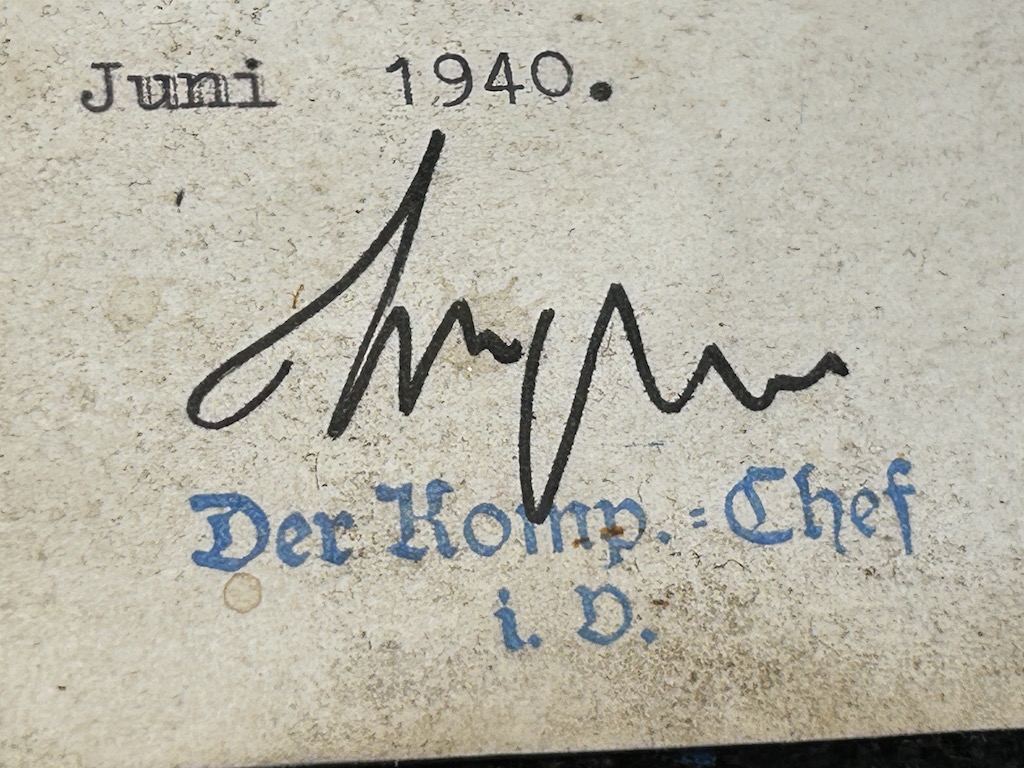 Juni 1940.
Der Komp.-Chef
i. V.